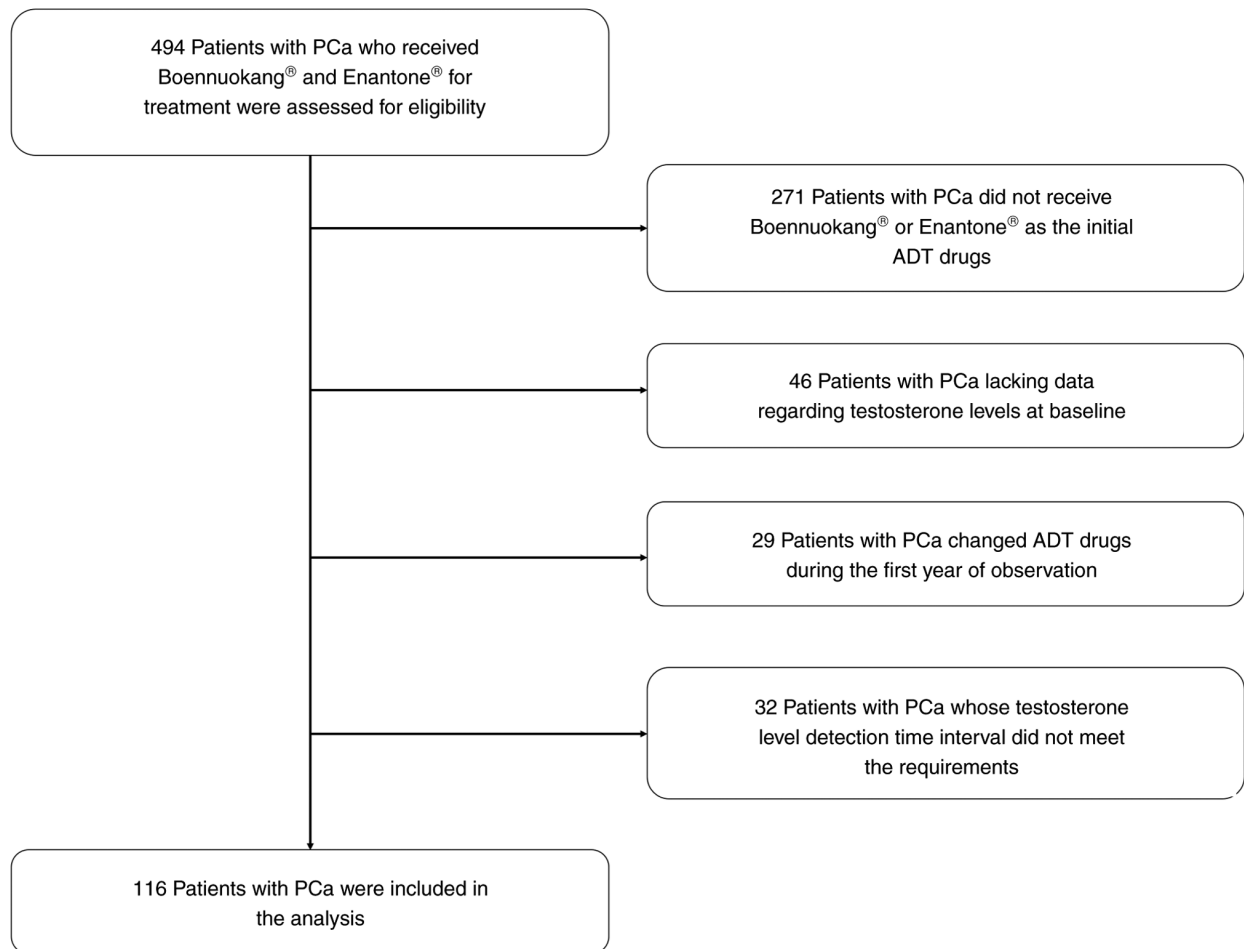 494 Patients with PCa who received
Boennuokang® and Enantone® for
treatment were assessed for eligibility
271 Patients with PCa did not receive
Boennuokang® or Enantone® as the initial
ADT drugs
46 Patients with PCa lacking data
regarding testosterone levels at baseline
29 Patients with PCa changed ADT drugs
during the first year of observation
32 Patients with PCa whose testosterone
level detection time interval did not meet
the requirements
116 Patients with PCa were included in
the analysis